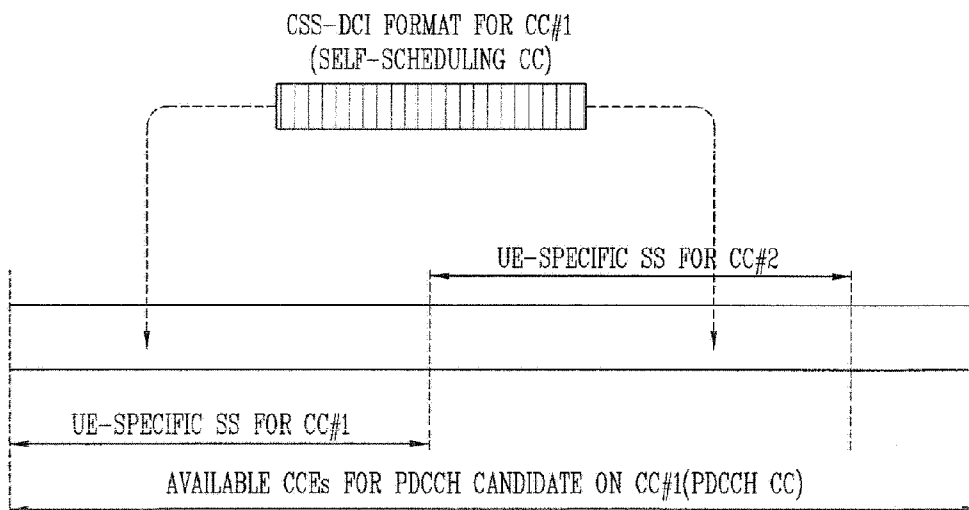 CSS-DCI FORMAT FOR CC#1
(SELF-SCHEDULING CC)
UE-SPECIFIC SS FOR CC#2
UE-SPECIFIC SS FOR CC#1
AVAILABLE CCEs FOR PDCCH CANDIDATE ON CC#1(PDCCH CC)